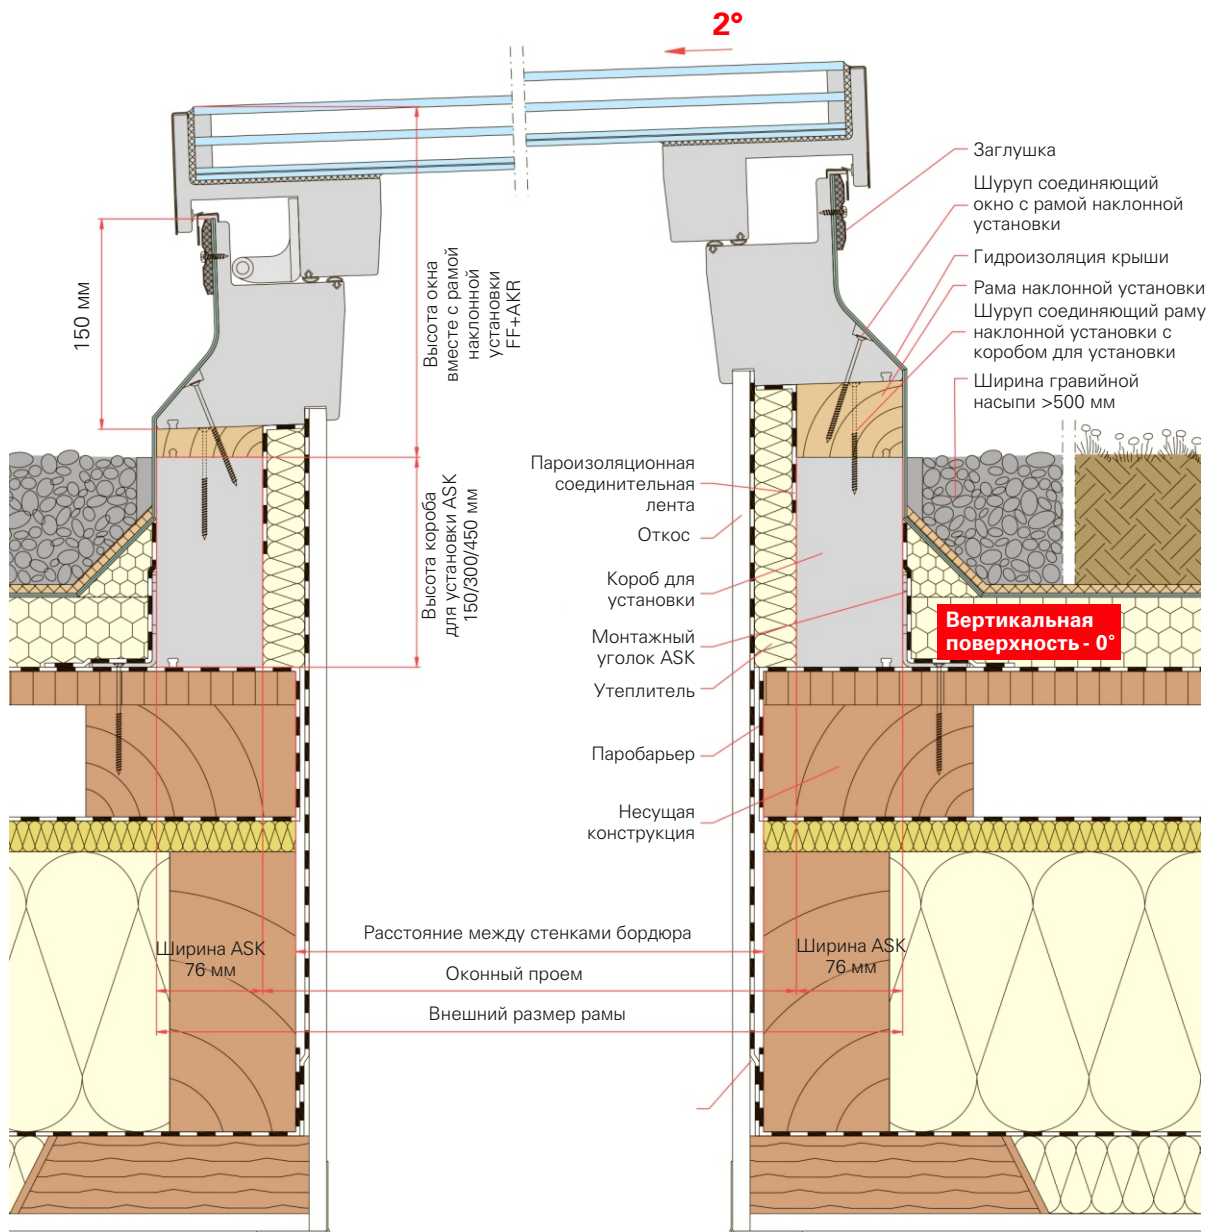 2°
Заглушка
Шуруп соединяющий
окно с рамой наклонной
установки
Гидроизоляция крыши
Рама наклонной установки
Шуруп соединяющий раму
наклонной установки с
коробом для установки
Ширина гравийной
насыпи >500 мм
150 мм
Высота окна
вместе с рамой
наклонной
установки
FF+AKR
Высота короба
для установки ASK
150/300/450 мм
Пароизоляционная
соединительная
лента
Откос
Короб для
установки
Монтажный
уголок ASK
Утеплитель
Паробарьер
Несущая
конструкция
Вертикальная
поверхность - 0°
Расстояние между стенками бордюра
Ширина ASK
76 мм
Оконный проем
Ширина ASK
76 мм
Внешний размер рамы